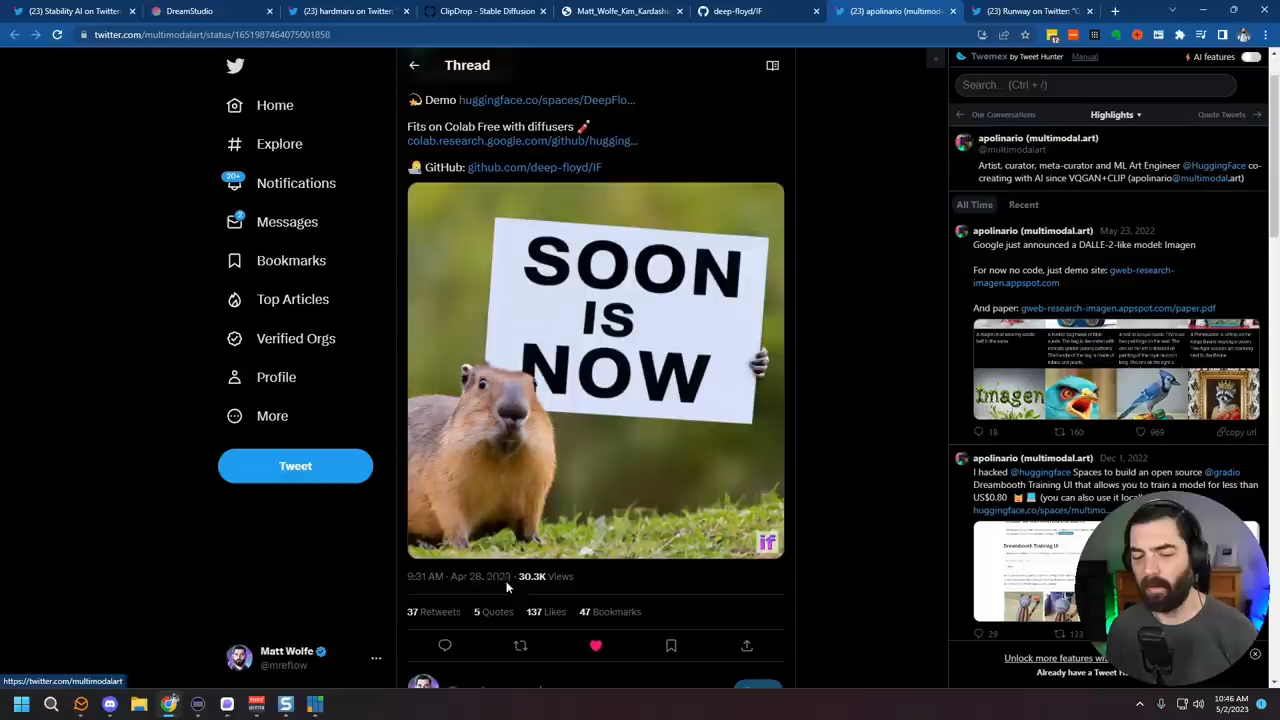 (23) Stability AI on Twitter:
DreamStudio
(23) hardmaru on Twitter:
ClipDrop - Stable Diffusion
Matt_Wolfe_Kim_Kardashi
deep-floyd/IF
(23) apolinario (multimoda
(23) Runway on Twitter: "G
twitter.com/multimodalart/status/1651987464075001858
Home
Explore
Notifications
20+
Messages
2
Bookmarks
Top Articles
Verified Orgs
Profile
More
Tweet
Matt Wolfe
@mreflow
Thread
Demo huggingface.co/spaces/DeepFlo...
Fits on Colab Free with diffusers
colab.research.google.com/github/hugging...
GitHub: github.com/deep-floyd/IF
SOON
IS
NOW
if
9:31 AM · Apr 28, 2023 · 30.3K Views
37 Retweets 5 Quotes 137 Likes 47 Bookmarks
Twemex by Tweet Hunter Manual
AI features
Search... (Ctrl + /)
Our Conversations
Highlights
Quote Tweets
apolinario (multimodal.art)
@multimodalart
Artist, curator, meta-curator and ML Art Engineer @HuggingFace co-
creating with AI since VQGAN+CLIP (apolinario@multimodal.art)
All Time Recent
apolinario (multimodal.art) May 23, 2022
Google just announced a DALLE-2-like model: Imagen
For now no code, just demo site: gweb-research-
imagen.appspot.com
And paper: gweb-research-imagen.appspot.com/paper.pdf
Imagen
18 160 969 copy url
apolinario (multimodal.art) Dec 1, 2022
I hacked @huggingface Spaces to build an open source @gradio
Dreambooth Training UI that allows you to train a model for less than
US$0.80 (you can also use it local
huggingface.co/spaces/multimo...
Dreambooth Training UI
29 133
Unlock more features wi
Already have a Tweet H
https://twitter.com/multimodalart
10:46 AM
5/2/2023